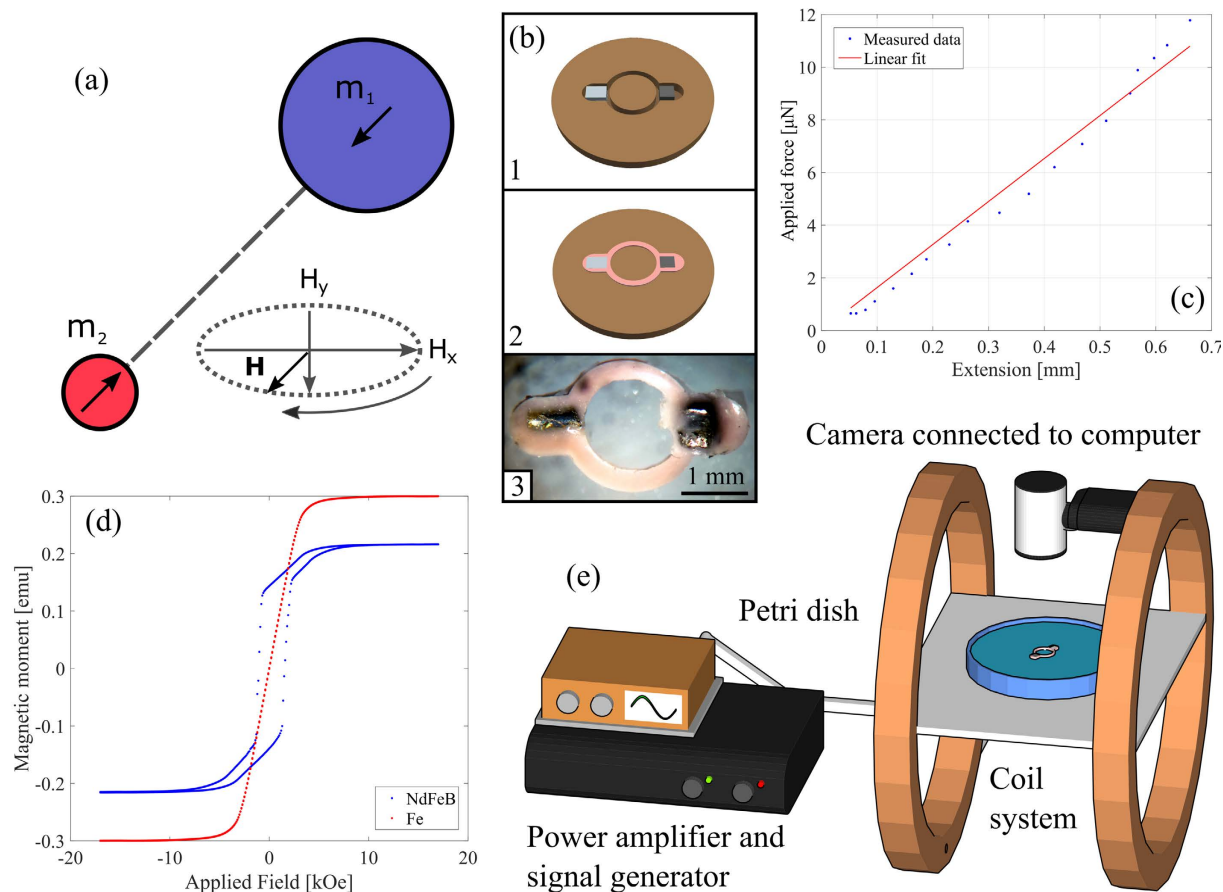 (a)
m1
m2
Hy
Hx
H
(b)
1
2
3
1 mm
12
10
8
6
4
2
0
Applied force [µN]
Measured data
Linear fit
(c)
0
0.1
0.2
0.3
0.4
0.5
0.6
0.7
Extension [mm]
(d)
0.3
0.2
0.1
0
-0.1
-0.2
-0.3
Magnetic moment [emu]
NdFeB
Fe
-20
-10
0
10
20
Applied Field [kOe]
(e)
Camera connected to computer
Petri dish
Coil
system
Power amplifier and
signal generator